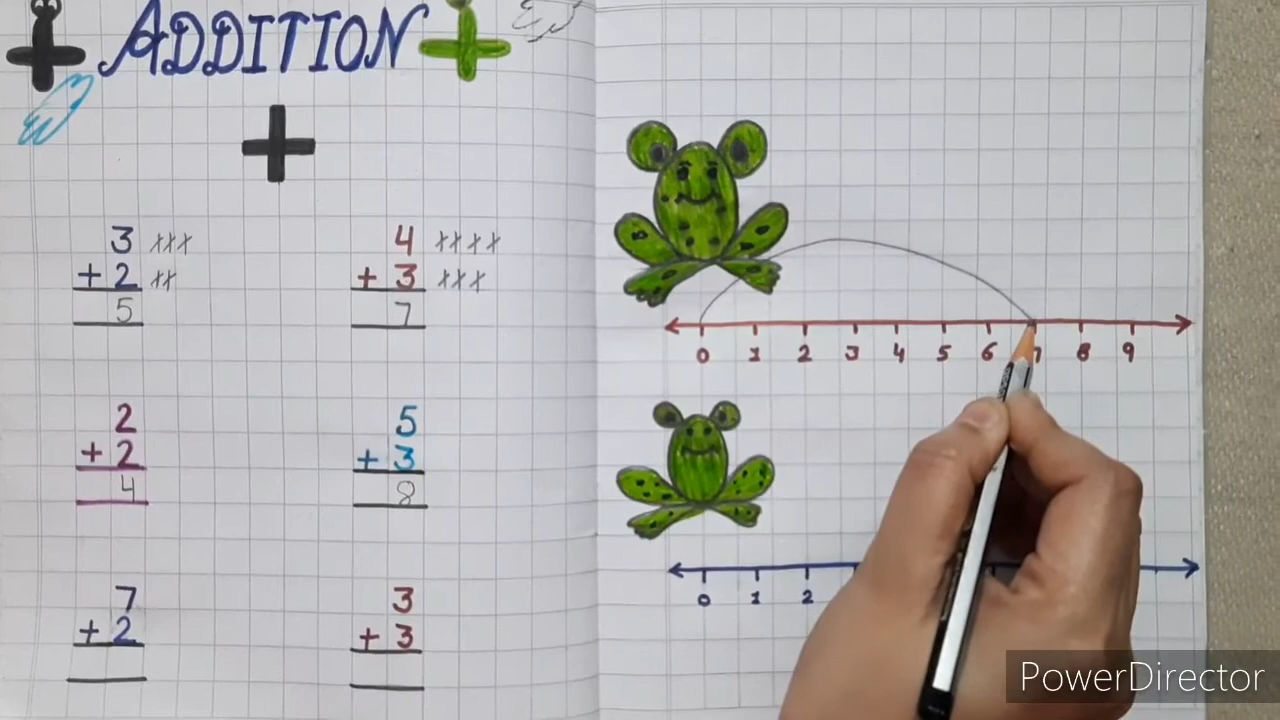 ADDITION
+
3 +++
+ 2 ++
5
4 ++++
+ 3 +++
7
2
+ 2
4
5
+ 3
8
7
+ 2
3
+ 3
0 1 2 3 4 5 6 7 8 9
0 1 2
PowerDirector